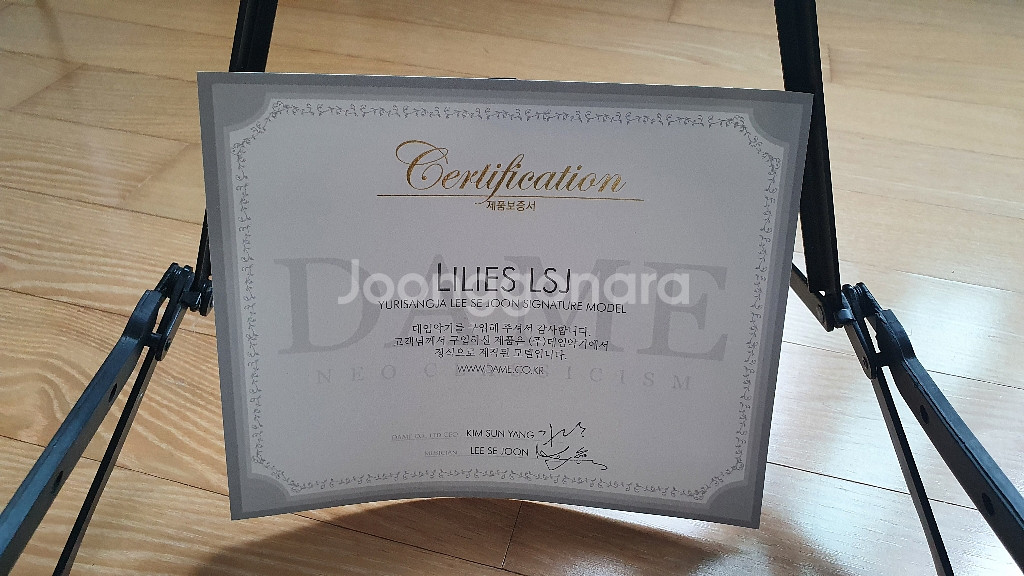 Certification
제품보증서
DAME
LILIES LSJ
Joongonara
YURISANGJA LEE SE JOON SIGNATURE MODEL
데임악기를 구입해 주셔서 감사합니다.
고객님께서 구입하신 제품은 (주)데임악기에서
정식으로 제작된 모델입니다.
WWW.DAME.CO.KR
NEO CLASSICISM
DAME CO., LTD CEO KIM SUN YANG
MUSICIAN LEE SE JOON